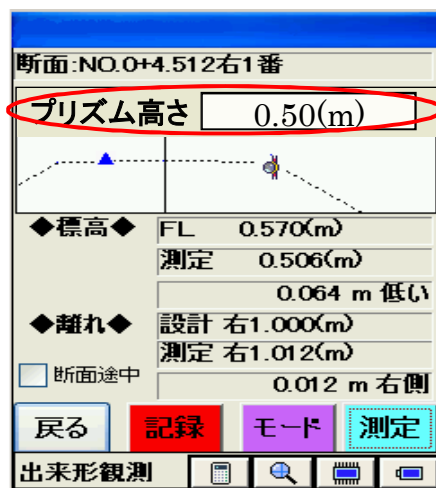 断面:NO.0+4.512右1番
プリズム高さ 0.50(m)
◆標高◆ FL 0.570(m)
測定 0.506(m)
0.064 m 低い
◆離れ◆ 設計 右1.000(m)
測定 右1.012(m)
断面途中 0.012 m 右側
戻る 記録 モード 測定
出来形観測